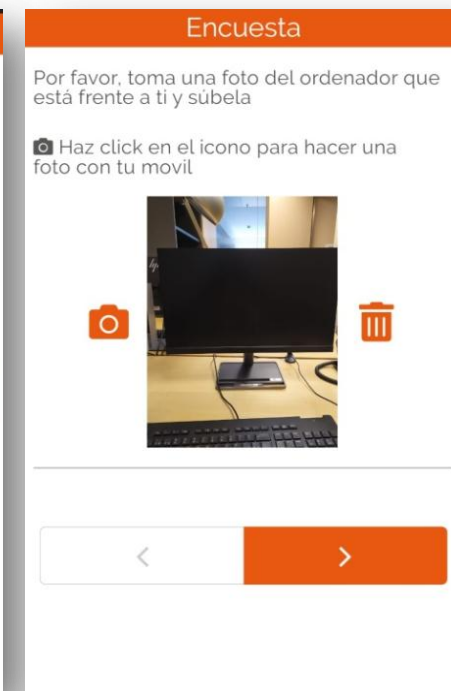 Encuesta
Por favor, toma una foto del ordenador que
está frente a ti y súbela
Haz click en el icono para hacer una
foto con tu movil